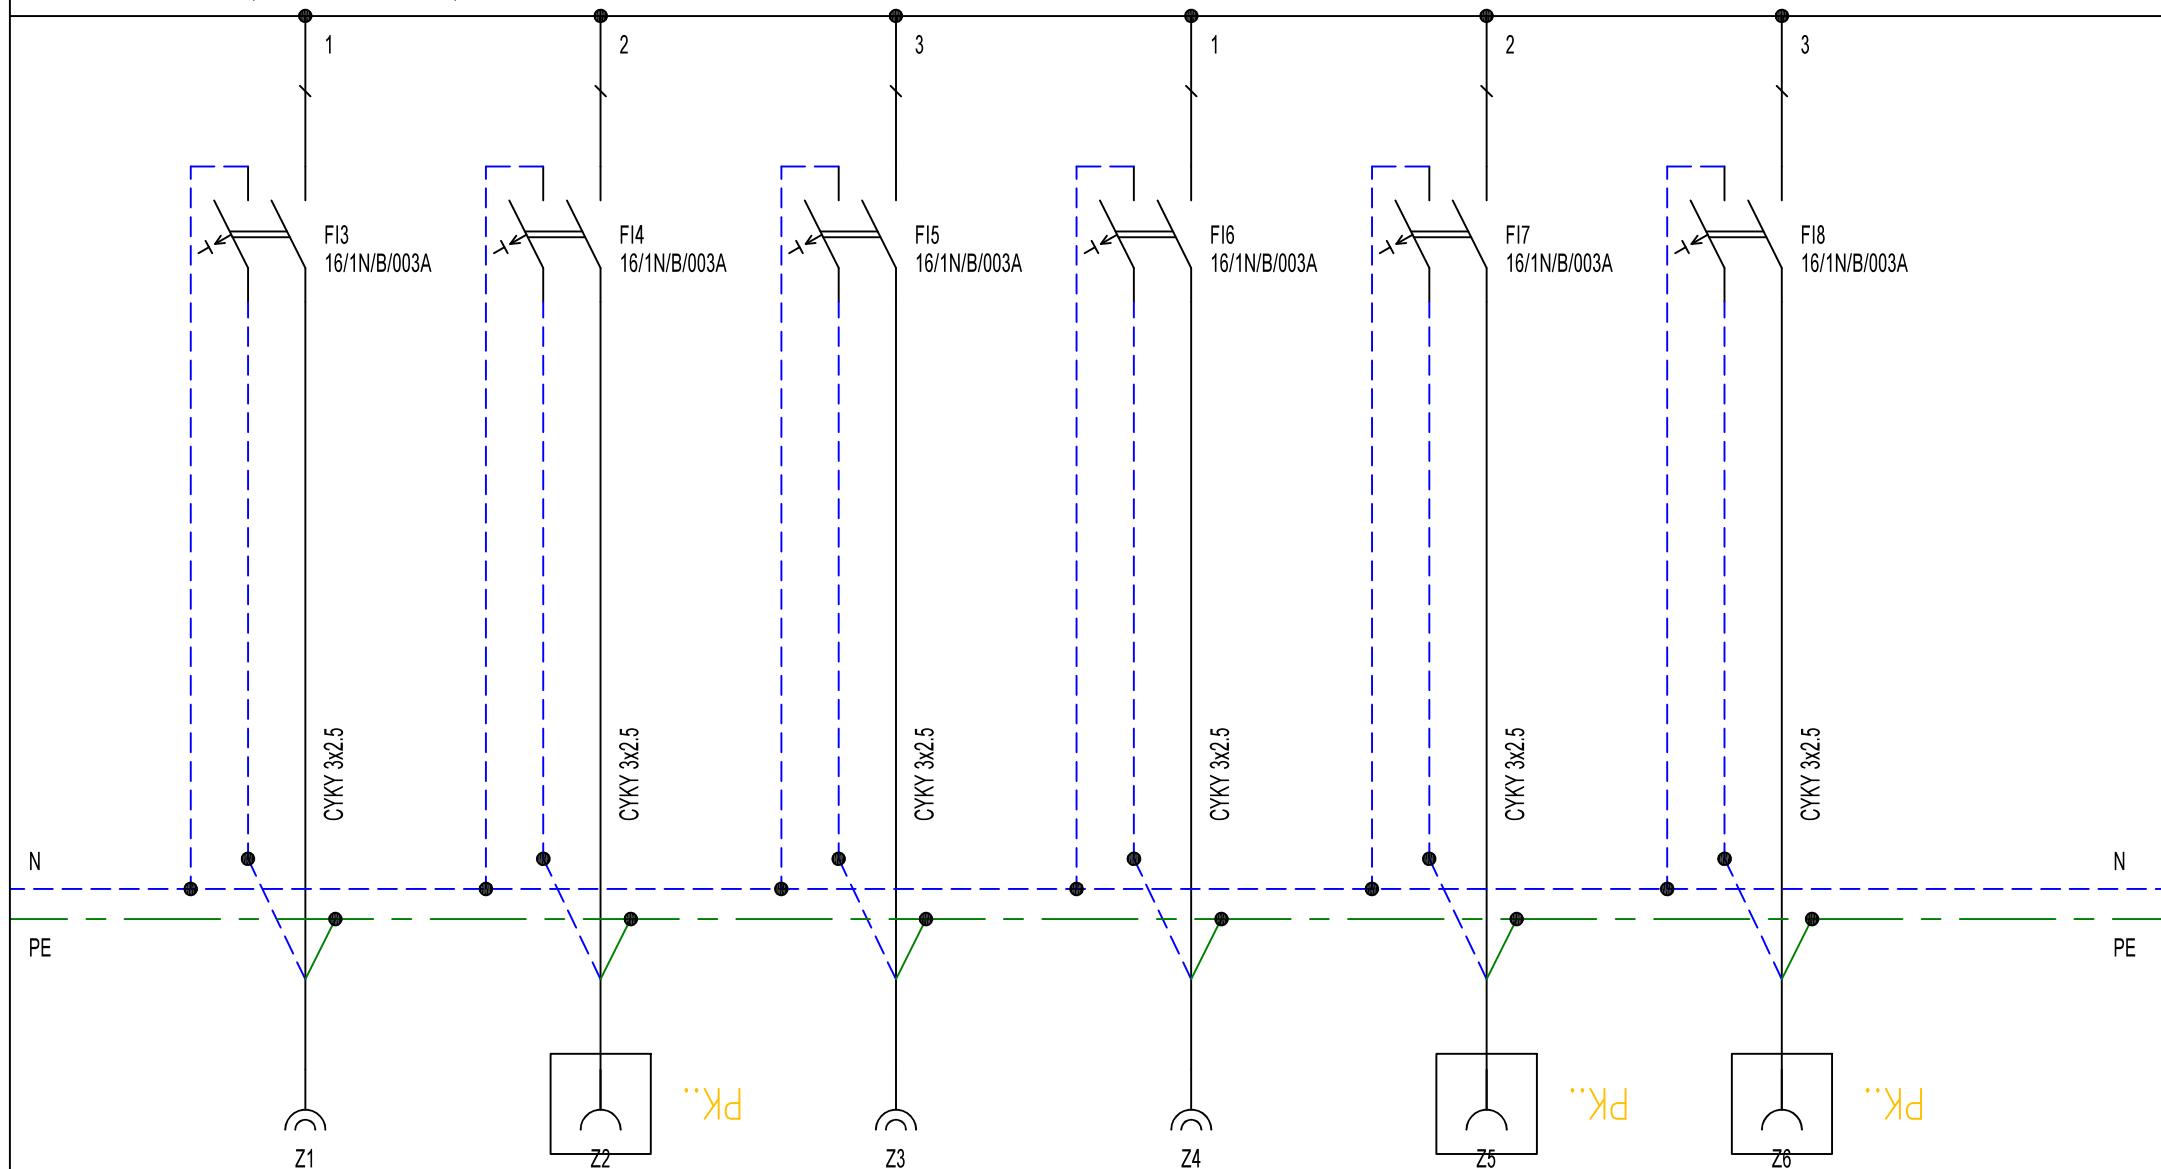 1 2 3 1 2 3
FI3 FI4 FI5 FI6 FI7 FI8
16/1N/B/003A 16/1N/B/003A 16/1N/B/003A 16/1N/B/003A 16/1N/B/003A 16/1N/B/003A
CYKY 3x2.5
CYKY 3x2.5
CYKY 3x2.5
CYKY 3x2.5
CYKY 3x2.5
CYKY 3x2.5
N N
PE PE
PK.. PK.. PK..
Z1 Z2 Z3 Z4 Z5 Z6